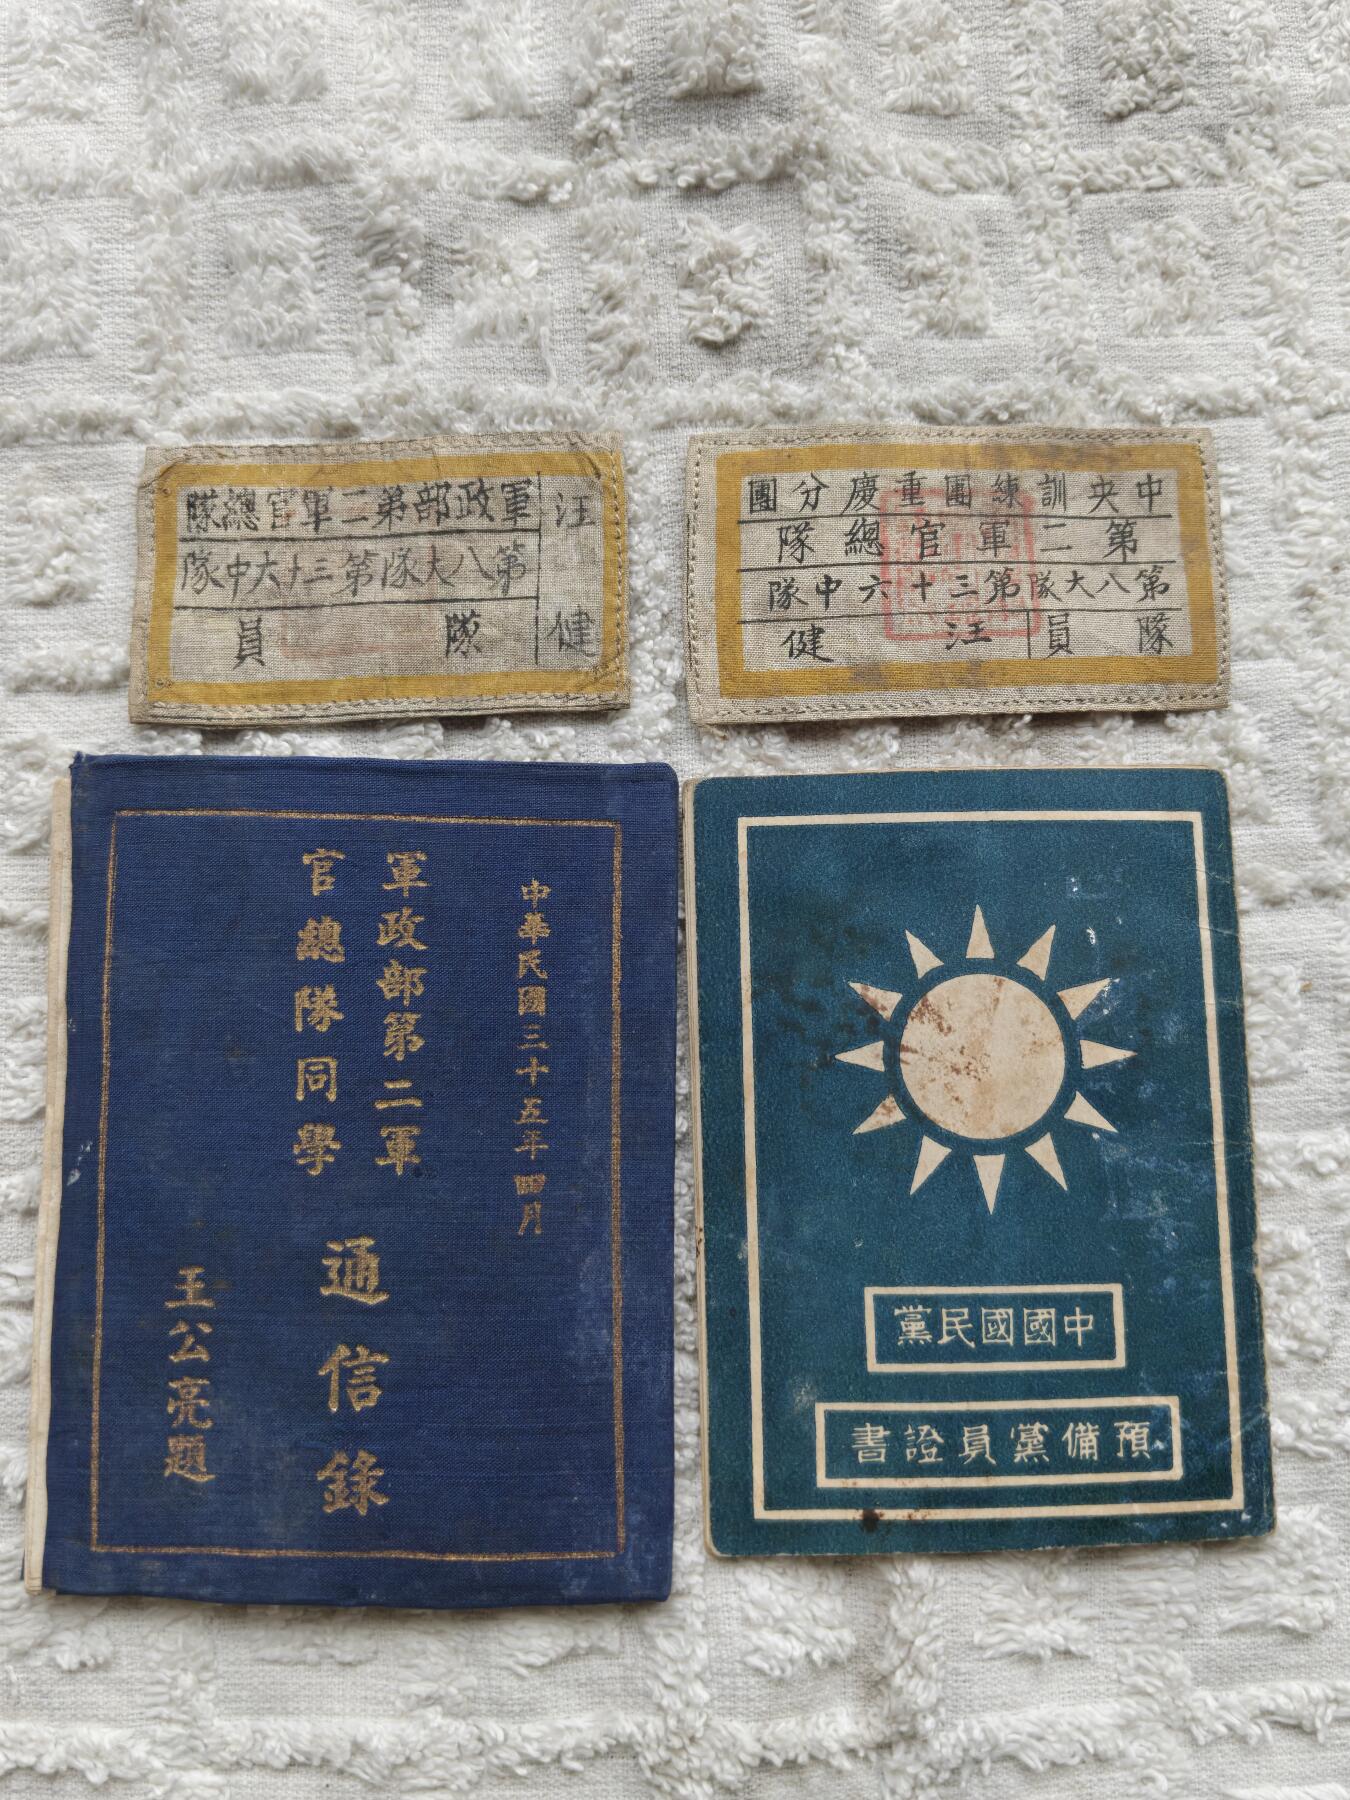 軍政部第二軍官總隊
第八大隊第三十六中隊
隊員
汪健
中央訓練團重慶分團
第二軍官總隊
第八大隊第三十六中隊
隊員
汪健
中華民國三十五年四月
軍政部第二軍
官總隊同學
通信錄
王公亮題
中國國民黨
預備黨員證書